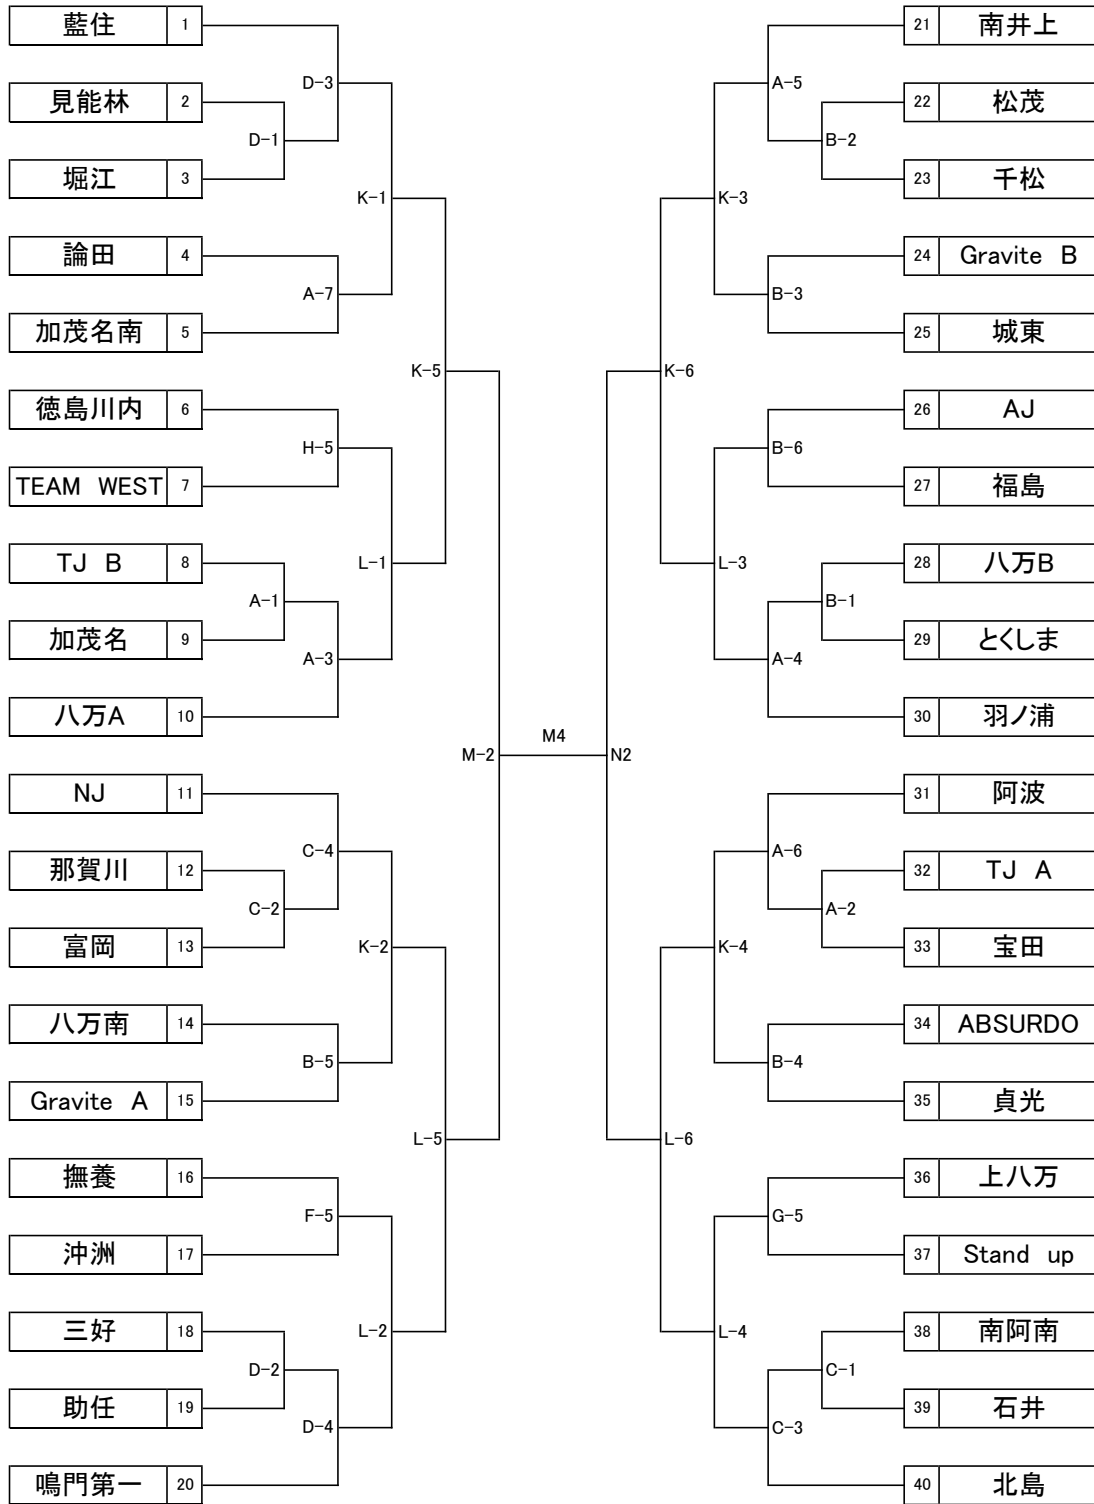 藍住 1 21 南井上
D-3 A-5
見能林 2 22 松茂
D-1 B-2
堀江 3 23 千松
K-1 K-3
論田 4 24 Gravite B
A-7 B-3
加茂名南 5 25 城東
K-5 K-6
徳島川内 6 26 AJ
H-5 B-6
TEAM WEST 7 27 福島
TJ B 8 L-1 L-3 28 八万B
A-1 B-1
加茂名 9 29 とくしま
A-3 A-4
八万A 10 30 羽ノ浦
M4
M-2 N2
NJ 11 31 阿波
C-4 A-6
那賀川 12 32 TJ A
C-2 A-2
富岡 13 K-2 K-4 33 宝田
八万南 14 34 ABSURDO
B-5 B-4
Gravite A 15 35 貞光
L-5 L-6
撫養 16 36 上八万
F-5 G-5
沖洲 17 37 Stand up
三好 18 L-2 L-4 38 南阿南
D-2 C-1
助任 19 39 石井
D-4 C-3
鳴門第一 20 40 北島